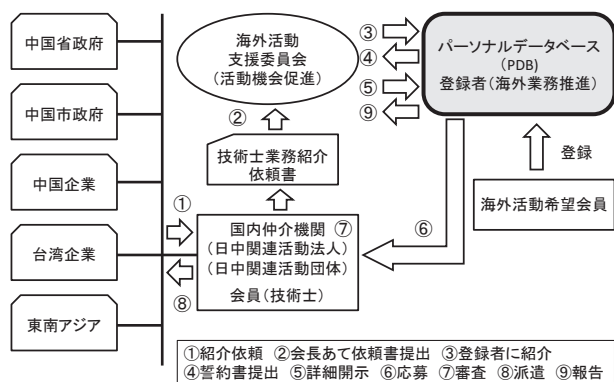 中国省政府
中国市政府
中国企業
台湾企業
東南アジア
海外活動
支援委員会
(活動機会促進)
②
技術士業務紹介
依頼書
①
国内仲介機関 ⑦
(日中関連活動法人)
(日中関連活動団体)
会員(技術士)
⑧
③
④
⑤
⑨
パーソナルデータベース
(PDB)
登録者(海外業務推進)
登録
海外活動希望会員
⑥
①紹介依頼 ②会長あて依頼書提出 ③登録者に紹介
④誓約書提出 ⑤詳細開示 ⑥応募 ⑦審査 ⑧派遣 ⑨報告